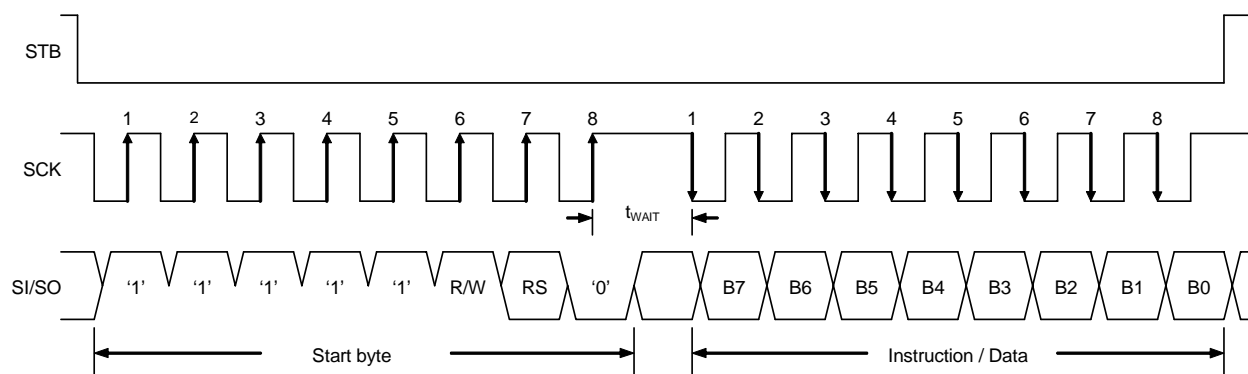 STB
1 2 3 4 5 6 7 8 1 2 3 4 5 6 7 8
SCK
tWAIT
SI/SO ‘1’ ‘1’ ‘1’ ‘1’ ‘1’ R/W RS ‘0’ B7 B6 B5 B4 B3 B2 B1 B0
Start byte Instruction / Data